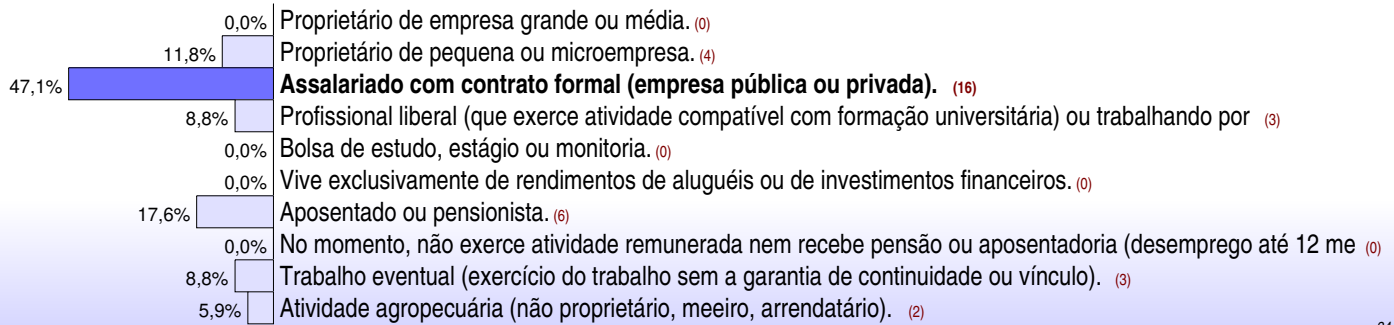 0,0% Proprietário de empresa grande ou média. (0)
11,8% Proprietário de pequena ou microempresa. (4)
47,1% Assalariado com contrato formal (empresa pública ou privada). (16)
8,8% Profissional liberal (que exerce atividade compatível com formação universitária) ou trabalhando por (3)
0,0% Bolsa de estudo, estágio ou monitoria. (0)
0,0% Vive exclusivamente de rendimentos de aluguéis ou de investimentos financeiros. (0)
17,6% Aposentado ou pensionista. (6)
0,0% No momento, não exerce atividade remunerada nem recebe pensão ou aposentadoria (desemprego até 12 me (0)
8,8% Trabalho eventual (exercício do trabalho sem a garantia de continuidade ou vínculo). (3)
5,9% Atividade agropecuária (não proprietário, meeiro, arrendatário). (2)